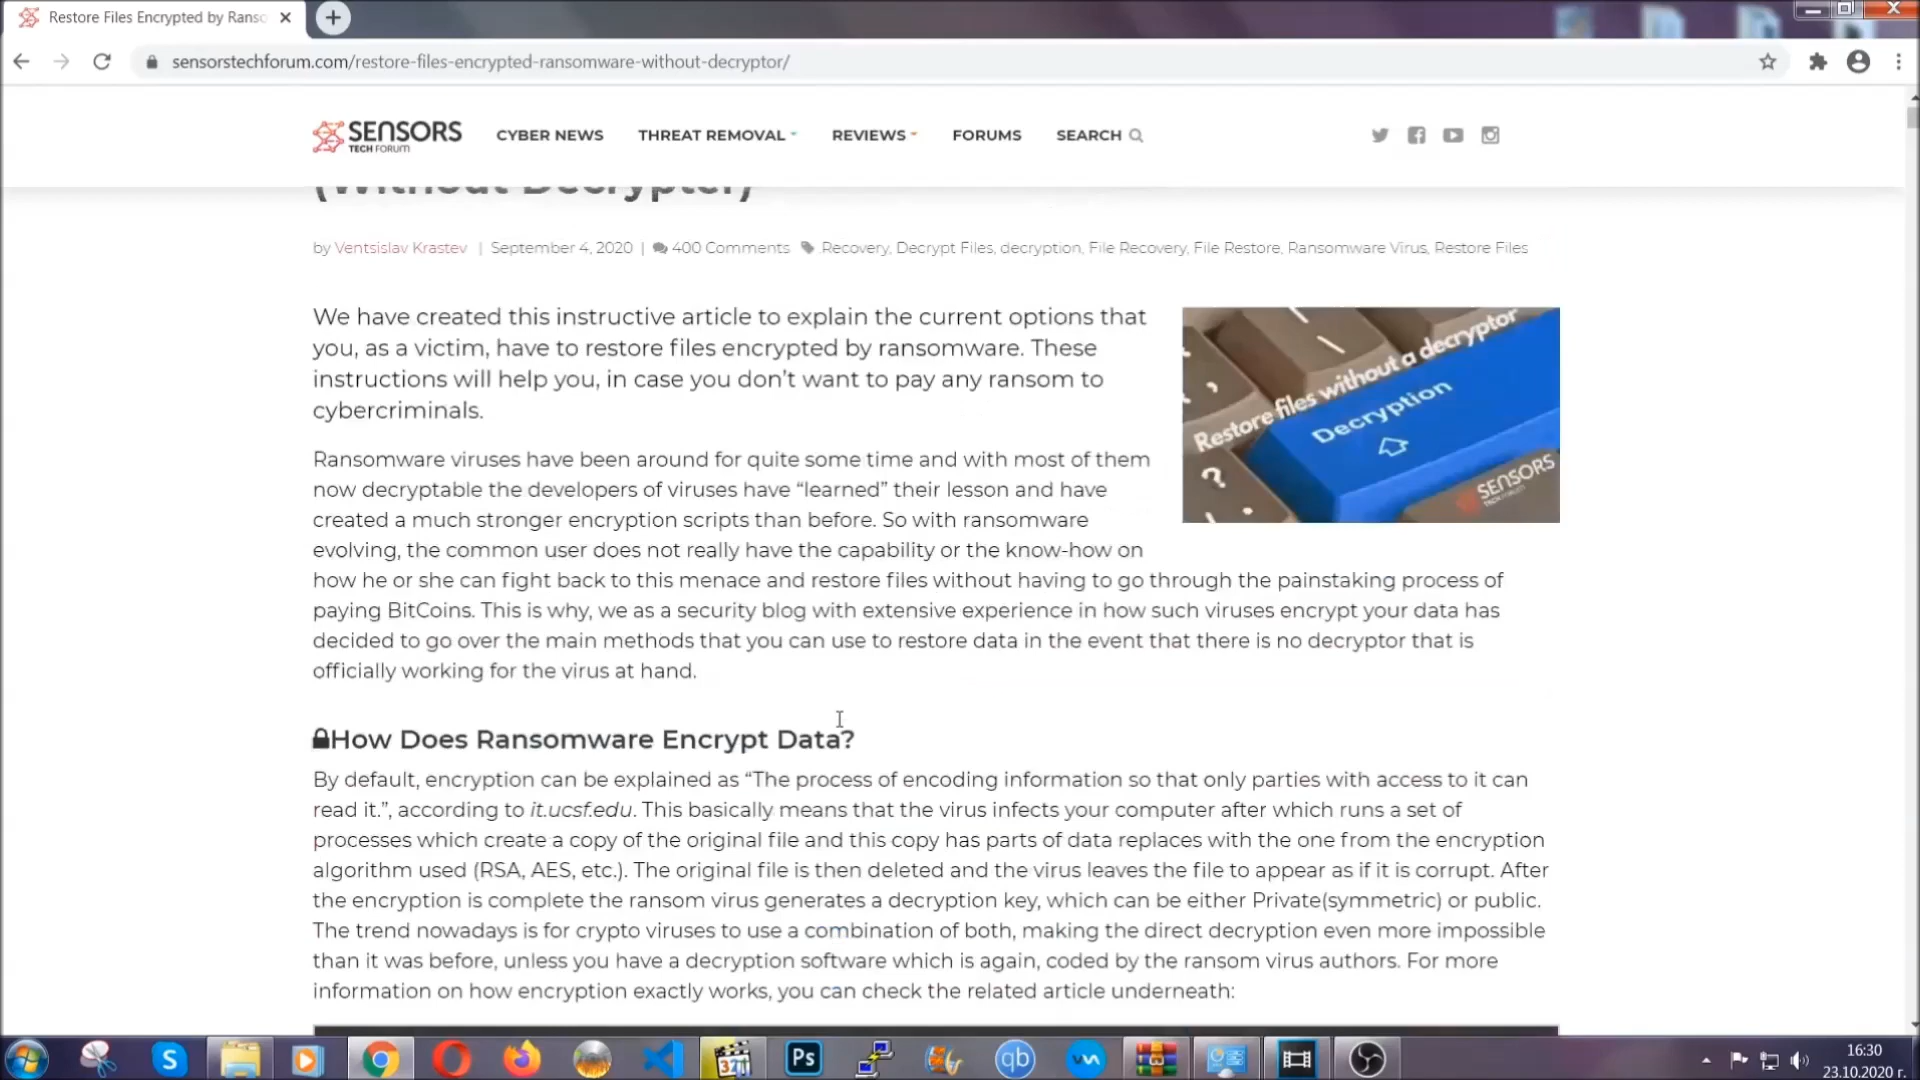 Restore Files Encrypted by Ranso
sensorstechforum.com/restore-files-encrypted-ransomware-without-decryptor/
SENSORS
TECH FORUM
CYBER NEWS
THREAT REMOVAL
REVIEWS
FORUMS
SEARCH
(Without Decrypter)
by Ventsislav Krastev | September 4, 2020 | 400 Comments Recovery, Decrypt Files, decryption, File Recovery, File Restore, Ransomware Virus, Restore Files
We have created this instructive article to explain the current options that
you, as a victim, have to restore files encrypted by ransomware. These
instructions will help you, in case you don't want to pay any ransom to
cybercriminals.
Restore files without a decryptor
Decryption
SENSORS
Ransomware viruses have been around for quite some time and with most of them
now decryptable the developers of viruses have “learned” their lesson and have
created a much stronger encryption scripts than before. So with ransomware
evolving, the common user does not really have the capability or the know-how on
how he or she can fight back to this menace and restore files without having to go through the painstaking process of
paying BitCoins. This is why, we as a security blog with extensive experience in how such viruses encrypt your data has
decided to go over the main methods that you can use to restore data in the event that there is no decryptor that is
officially working for the virus at hand.
How Does Ransomware Encrypt Data?
By default, encryption can be explained as “The process of encoding information so that only parties with access to it can
read it.”, according to it.ucsf.edu. This basically means that the virus infects your computer after which runs a set of
processes which create a copy of the original file and this copy has parts of data replaces with the one from the encryption
algorithm used (RSA, AES, etc.). The original file is then deleted and the virus leaves the file to appear as if it is corrupt. After
the encryption is complete the ransom virus generates a decryption key, which can be either Private(symmetric) or public.
The trend nowadays is for crypto viruses to use a combination of both, making the direct decryption even more impossible
than it was before, unless you have a decryption software which is again, coded by the ransom virus authors. For more
information on how encryption exactly works, you can check the related article underneath:
S
321
Ps
qb
16:30
23.10.2020 г.